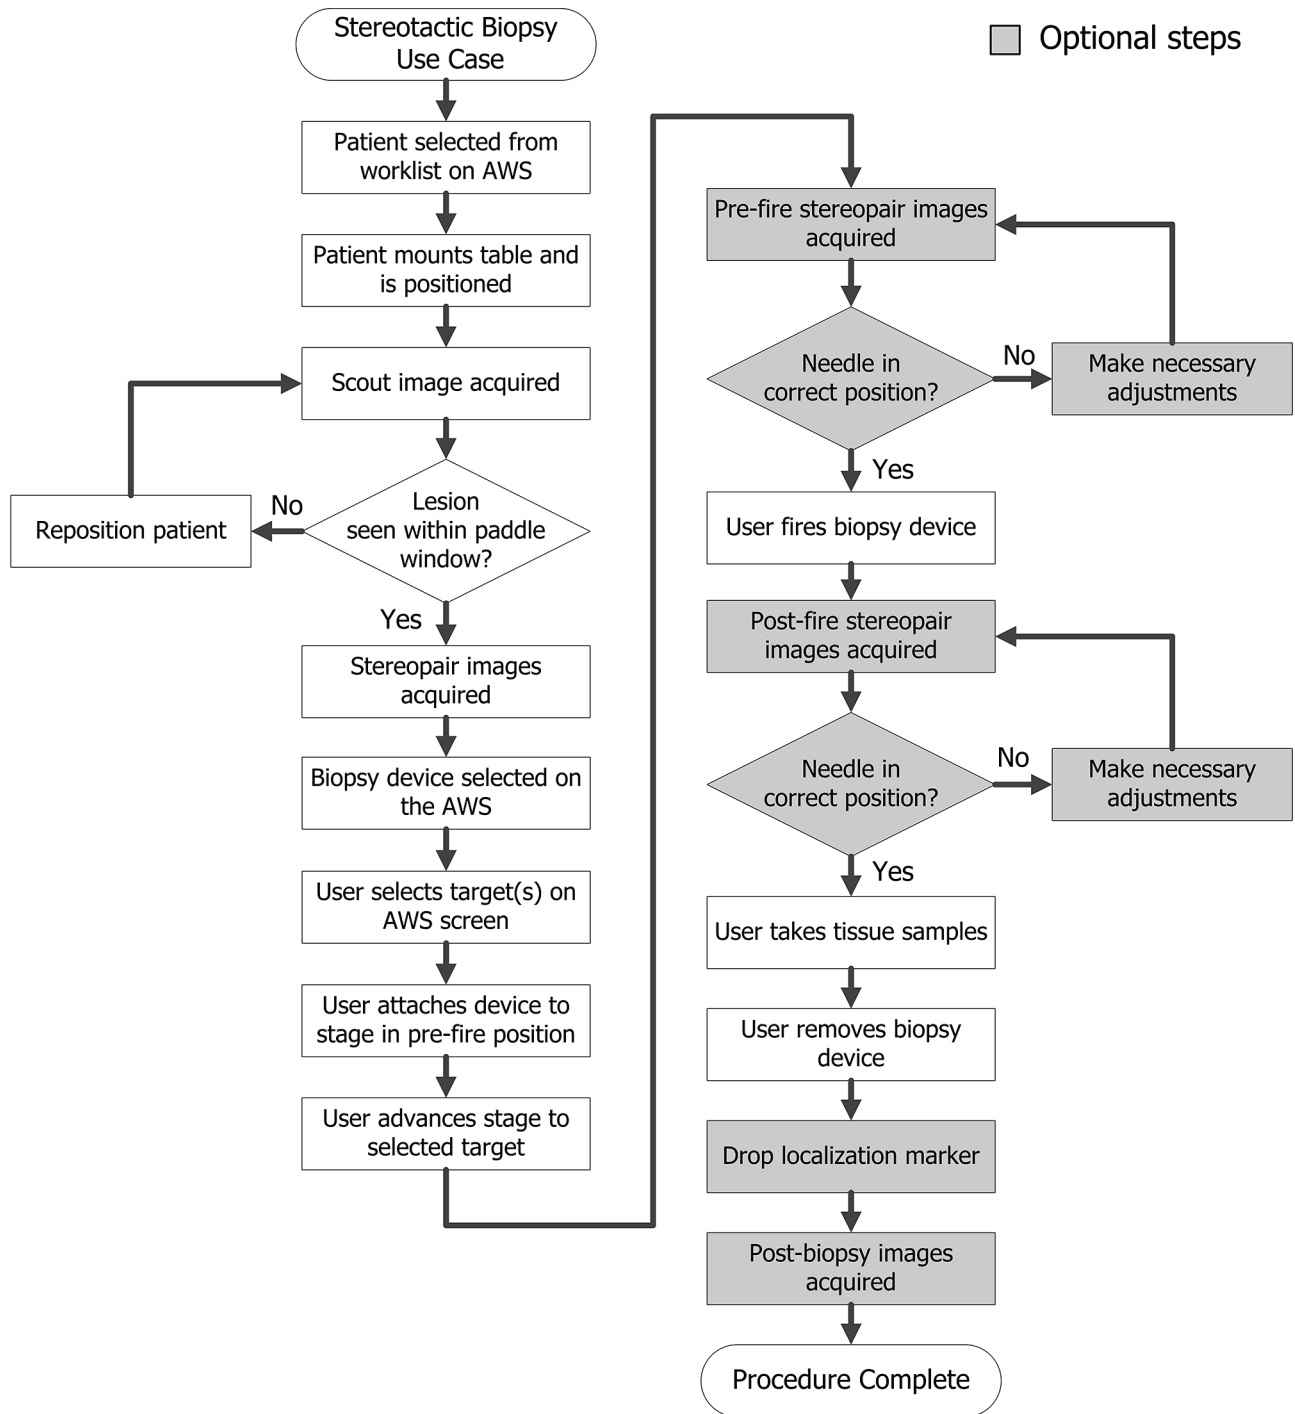 Stereotactic Biopsy
Use Case
Optional steps
Patient selected from
worklist on AWS
Patient mounts table and
is positioned
Scout image acquired
Lesion
seen within paddle
window?
No
Reposition patient
Yes
Stereopair images
acquired
Biopsy device selected on
the AWS
User selects target(s) on
AWS screen
User attaches device to
stage in pre-fire position
User advances stage to
selected target
Pre-fire stereopair images
acquired
Needle in
correct position?
No
Make necessary
adjustments
Yes
User fires biopsy device
Post-fire stereopair
images acquired
Needle in
correct position?
No
Make necessary
adjustments
Yes
User takes tissue samples
User removes biopsy
device
Drop localization marker
Post-biopsy images
acquired
Procedure Complete